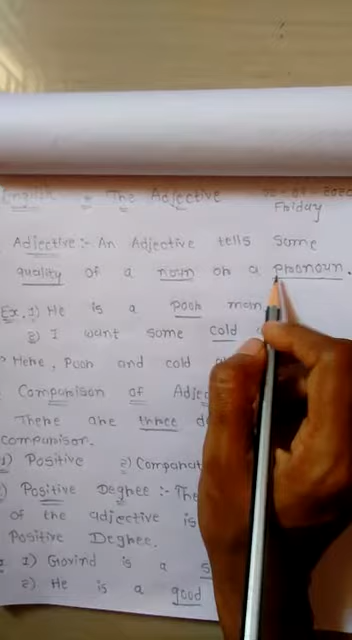 English = The Adjective
Friday
Adjective :- An Adjective tells some
quality of a noun or a pronoun.
Ex. 1) He is a poor man
2) I want some cold
Here, Poor and cold
Comparison of
There are three
comparison.
1) Positive 2)
Positive Degree :- The
of the adjective is
Positive Degree.
1) Govind is a
2) He is a good